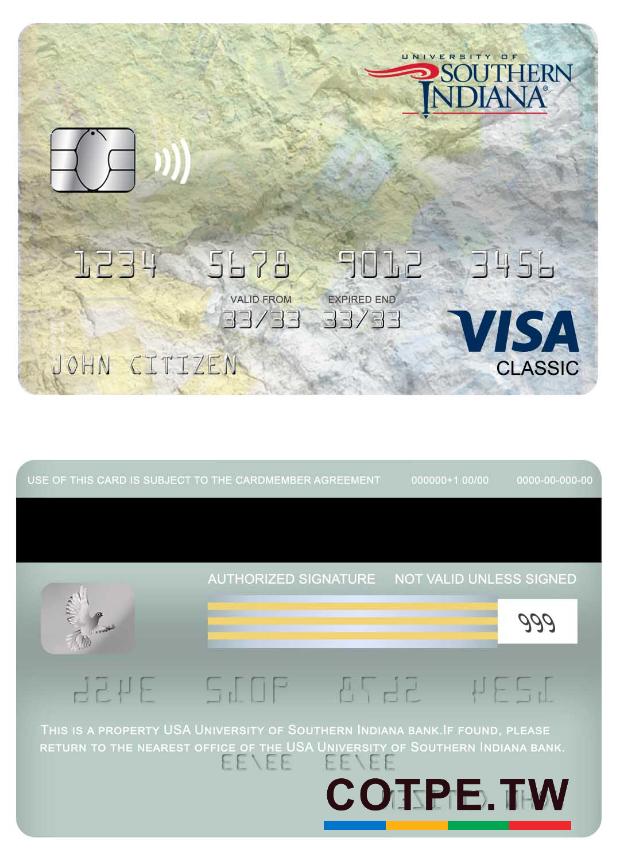 UNIVERSITY OF
SOUTHERN
INDIANA®
1234 5678 9012 3456
VALID FROM EXPIRED END
33/33 33/33
JOHN CITIZEN
VISA
CLASSIC
USE OF THIS CARD IS SUBJECT TO THE CARDMEMBER AGREEMENT 000000+1 00/00 0000-00-000-00
AUTHORIZED SIGNATURE NOT VALID UNLESS SIGNED
999
THIS IS A PROPERTY USA UNIVERSITY OF SOUTHERN INDIANA BANK.IF FOUND, PLEASE
RETURN TO THE NEAREST OFFICE OF THE USA UNIVERSITY OF SOUTHERN INDIANA BANK.
COTPE.TW